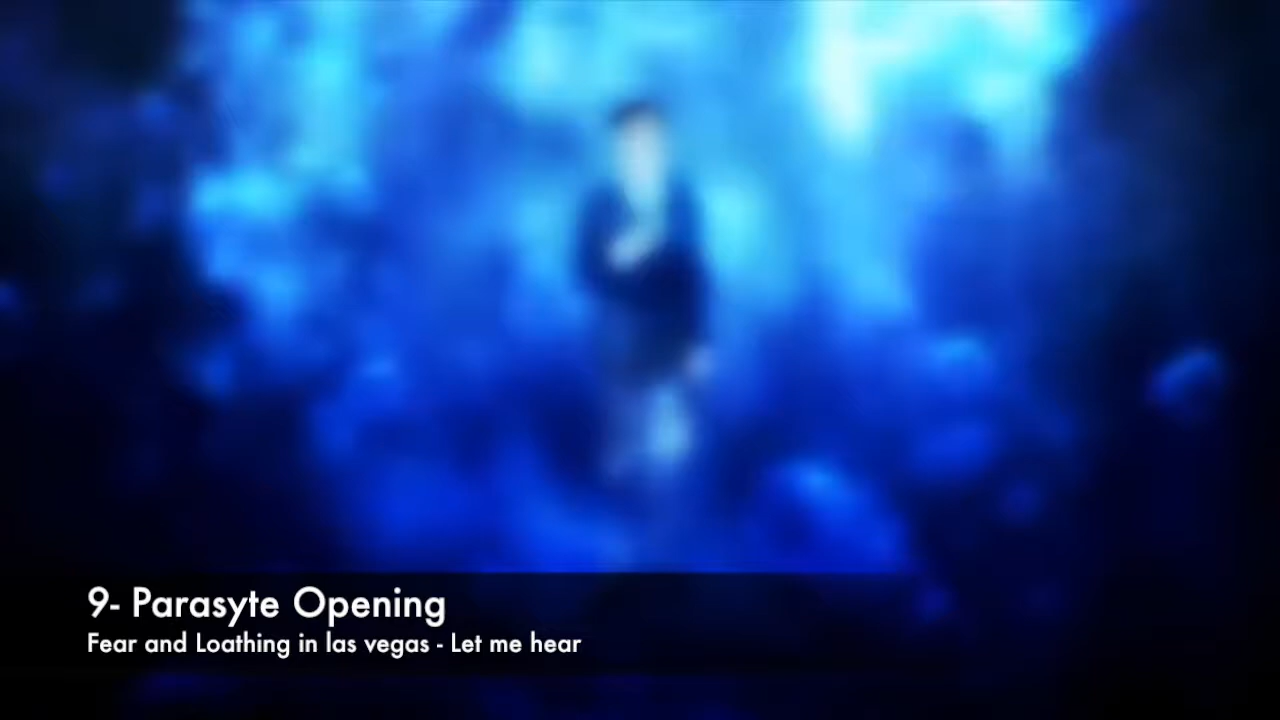 9- Parasyte Opening
Fear and Loathing in las vegas - Let me hear